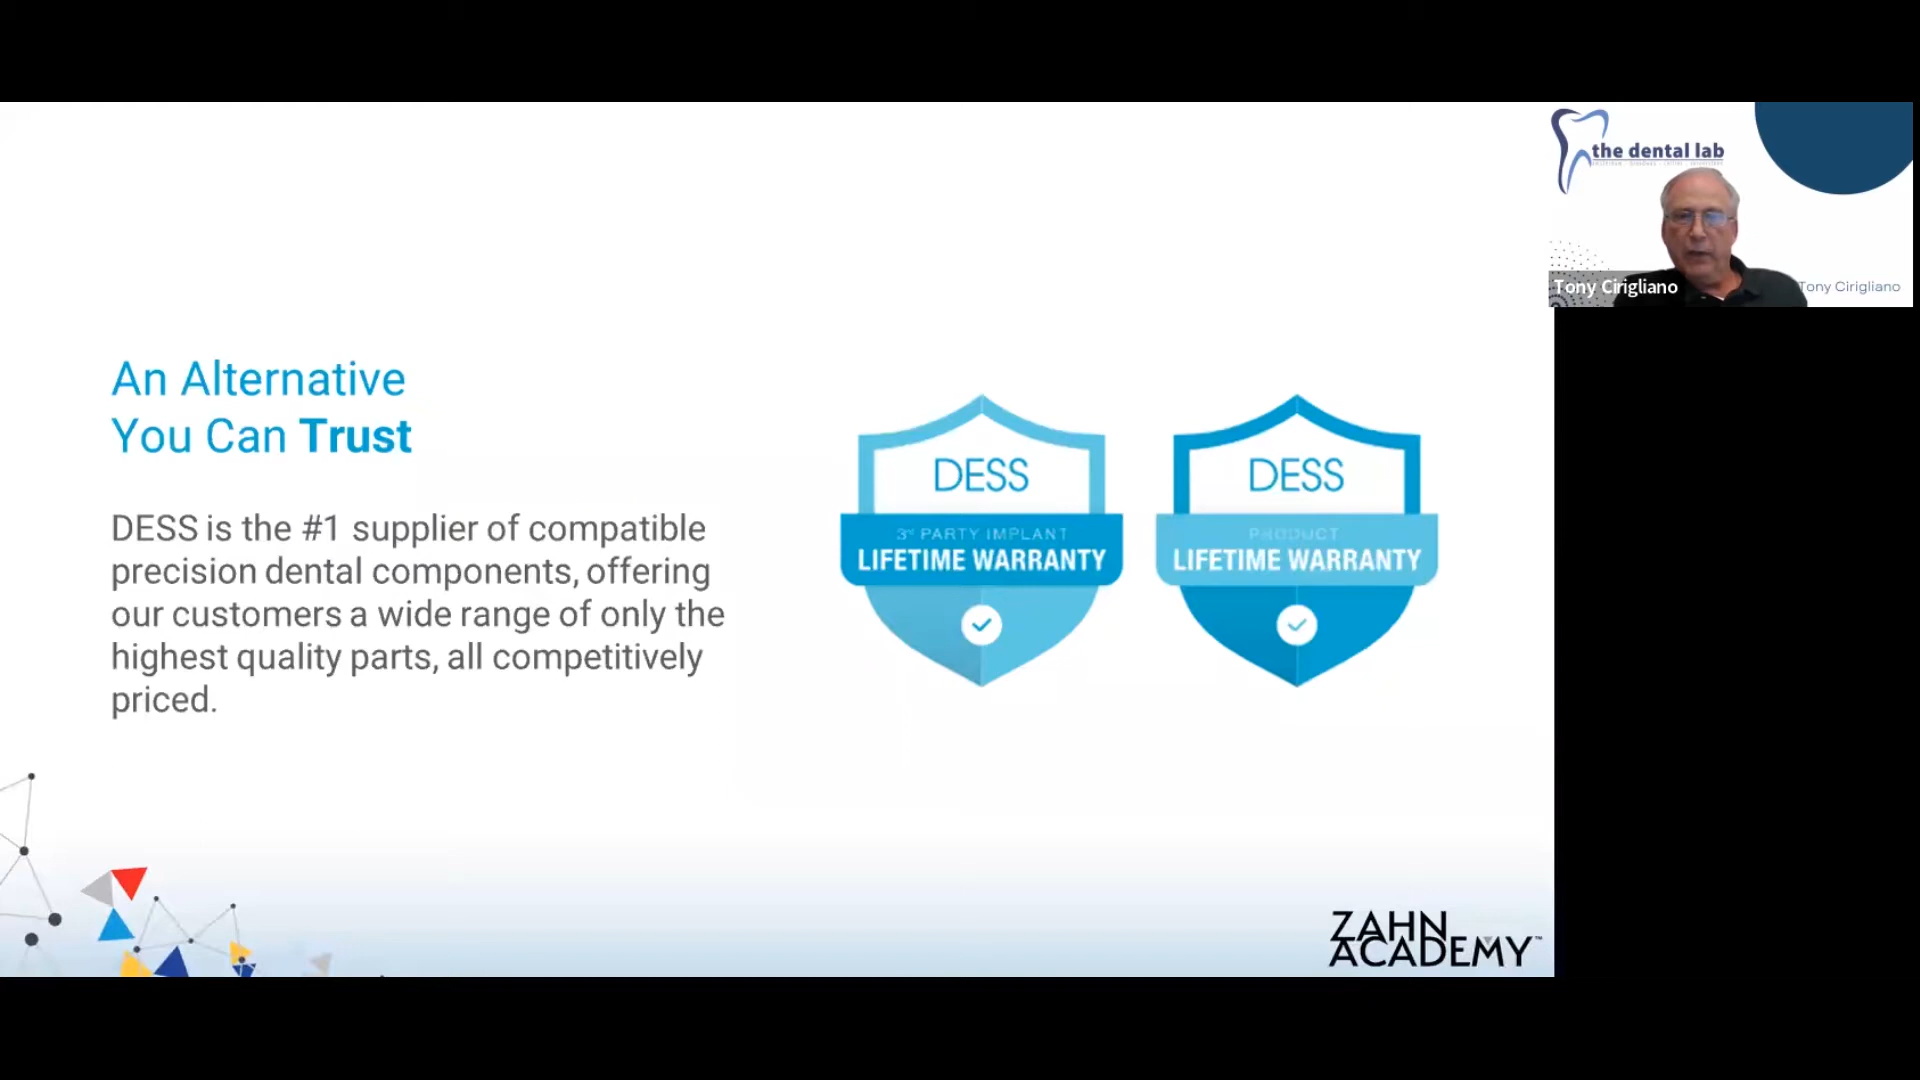 An Alternative
You Can Trust
DESS is the #1 supplier of compatible
precision dental components, offering
our customers a wide range of only the
highest quality parts, all competitively
priced.
DESS
3rd PARTY IMPLANT
LIFETIME WARRANTY
DESS
PRODUCT
LIFETIME WARRANTY
ZAHN
ACADEMY™
the dental lab
Tony Cirigliano
Tony Cirigliano